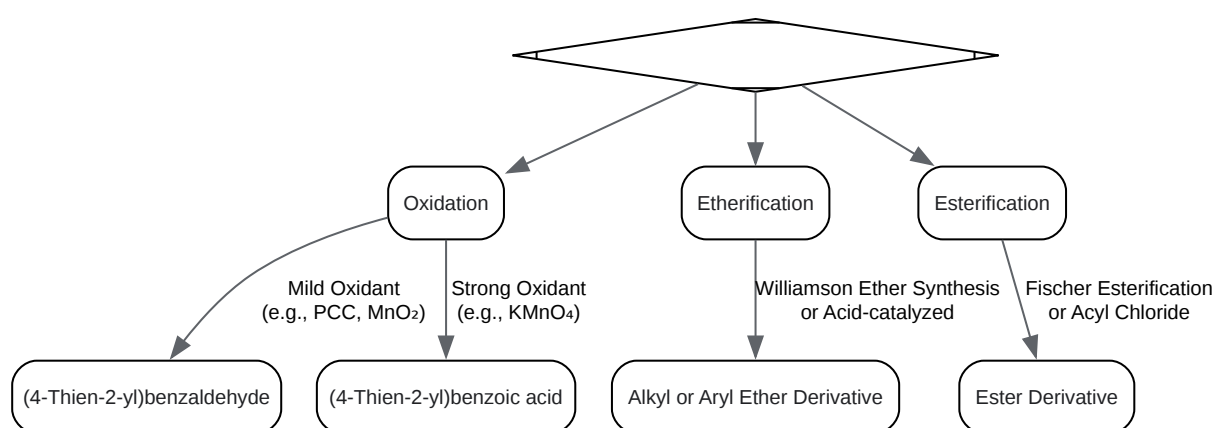 Oxidation
Etherification
Esterification
Mild Oxidant
(e.g., PCC, MnO₂)
Strong Oxidant
(e.g., KMnO₄)
Williamson Ether Synthesis
or Acid-catalyzed
Fischer Esterification
or Acyl Chloride
(4-Thien-2-yl)benzaldehyde
(4-Thien-2-yl)benzoic acid
Alkyl or Aryl Ether Derivative
Ester Derivative